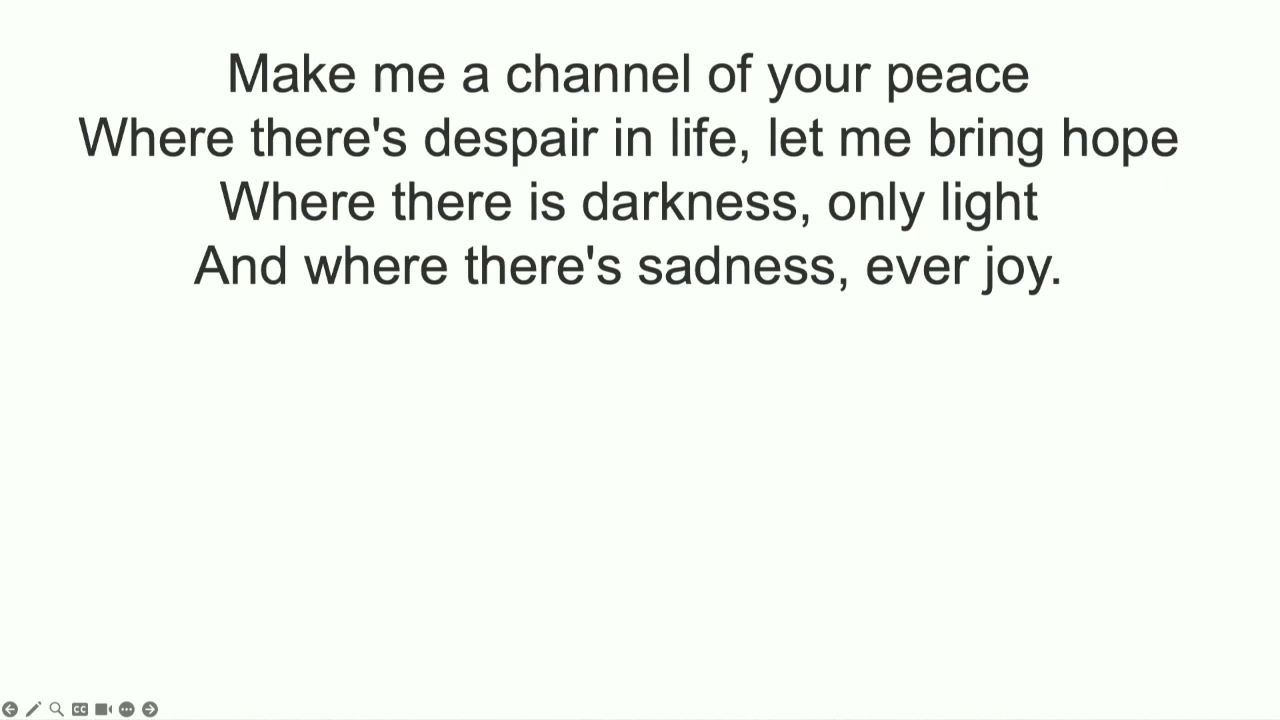 Make me a channel of your peace
Where there's despair in life, let me bring hope
Where there is darkness, only light
And where there's sadness, ever joy.
CC